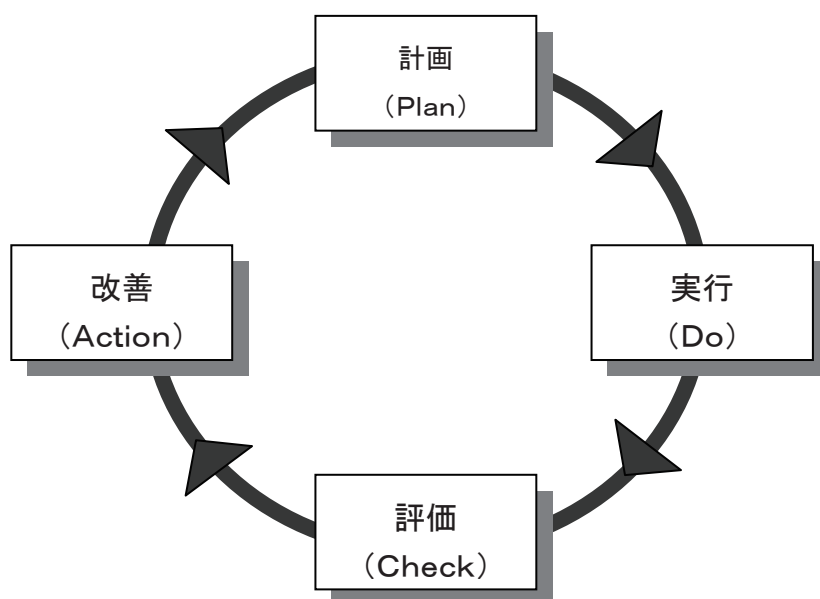 計画
（Plan）
実行
（Do）
評価
（Check）
改善
（Action）